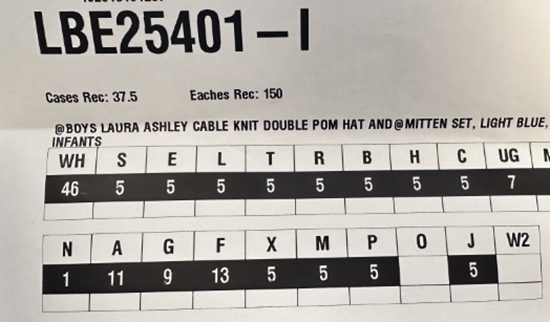 LBE25401-I
Cases Rec: 37.5 Eaches Rec: 150
@BOYS LAURA ASHLEY CABLE KNIT DOUBLE POM HAT AND@MITTEN SET, LIGHT BLUE,
INFANTS
WH S E L T R B H C UG
46 5 5 5 5 5 5 5 5 7
N A G F X M P O J W2
1 11 9 13 5 5 5 5